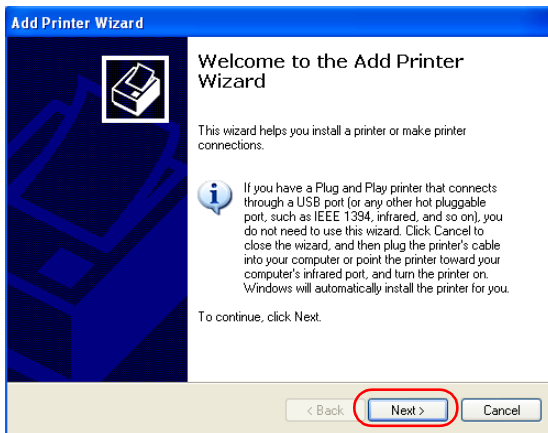 Add Printer Wizard
Welcome to the Add Printer
Wizard
This wizard helps you install a printer or make printer
connections.
If you have a Plug and Play printer that connects
through a USB port (or any other hot pluggable
port, such as IEEE 1394, infrared, and so on), you
do not need to use this wizard. Click Cancel to
close the wizard, and then plug the printer's cable
into your computer or point the printer toward your
computer's infrared port, and turn the printer on.
Windows will automatically install the printer for you.
To continue, click Next.
< Back Next > Cancel